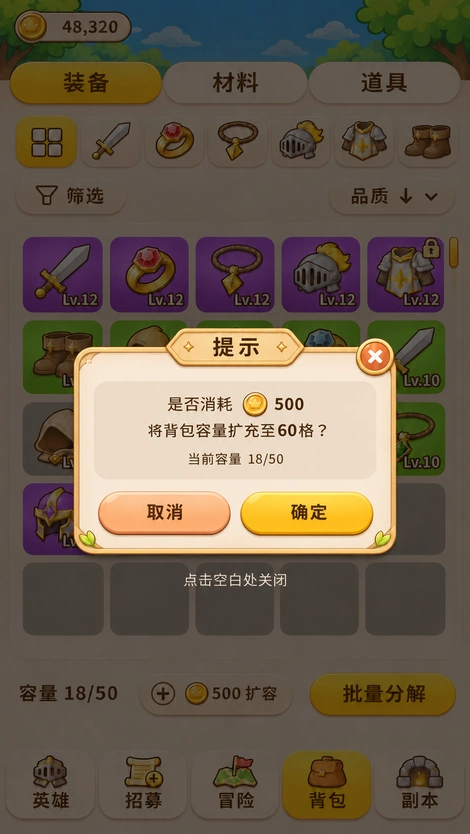 48,320
装备 材料 道具
筛选 品质
Lv.12 Lv.12 Lv.12 Lv.12 Lv.12
提示
Lv.10
是否消耗 500
将背包容量扩充至60格？
当前容量 18/50
Lv.10
取消 确定
点击空白处关闭
容量 18/50 500 扩容 批量分解
英雄 招募 冒险 背包 副本